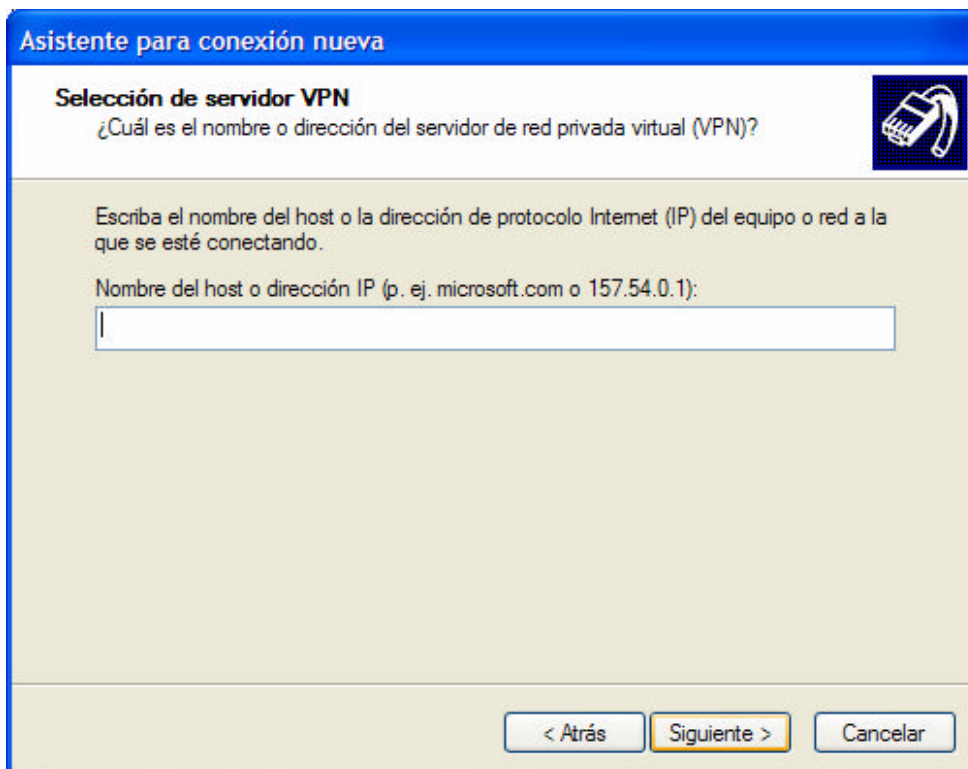 Asistente para conexión nueva
Selección de servidor VPN
¿Cuál es el nombre o dirección del servidor de red privada virtual (VPN)?
Escriba el nombre del host o la dirección de protocolo Internet (IP) del equipo o red a la
que se esté conectando.
Nombre del host o dirección IP (p. ej. microsoft.com o 157.54.0.1):
< Atrás Siguiente > Cancelar